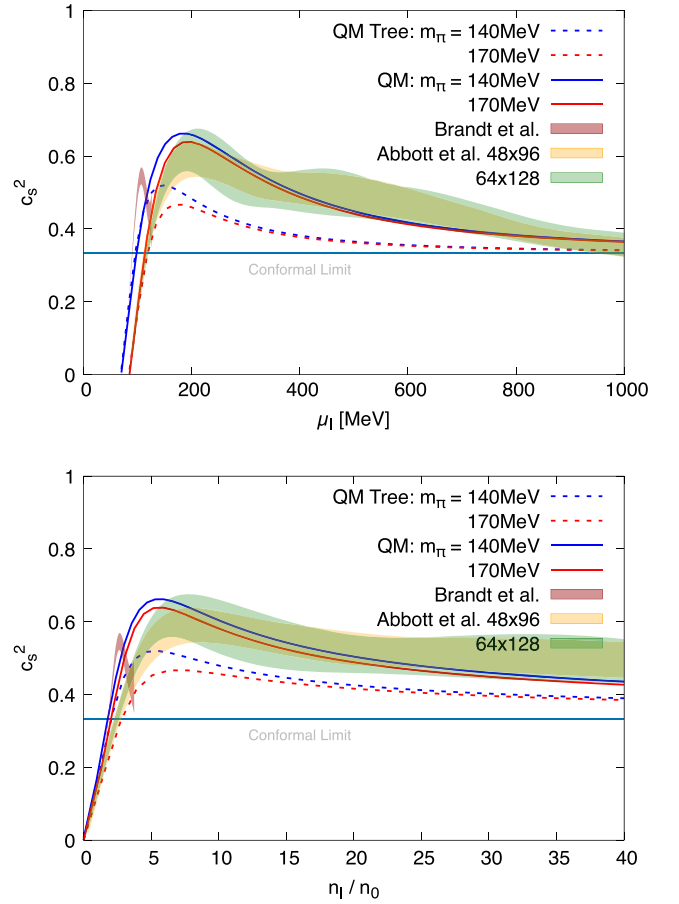 1
0.8
0.6
0.4
0.2
0
c_s^2
QM Tree: m_π = 140MeV
170MeV
QM: m_π = 140MeV
170MeV
Brandt et al.
Abbott et al. 48x96
64x128
Conformal Limit
0 200 400 600 800 1000
μ_I [MeV]
1
0.8
0.6
0.4
0.2
0
c_s^2
QM Tree: m_π = 140MeV
170MeV
QM: m_π = 140MeV
170MeV
Brandt et al.
Abbott et al. 48x96
64x128
Conformal Limit
0 5 10 15 20 25 30 35 40
n_I / n_0